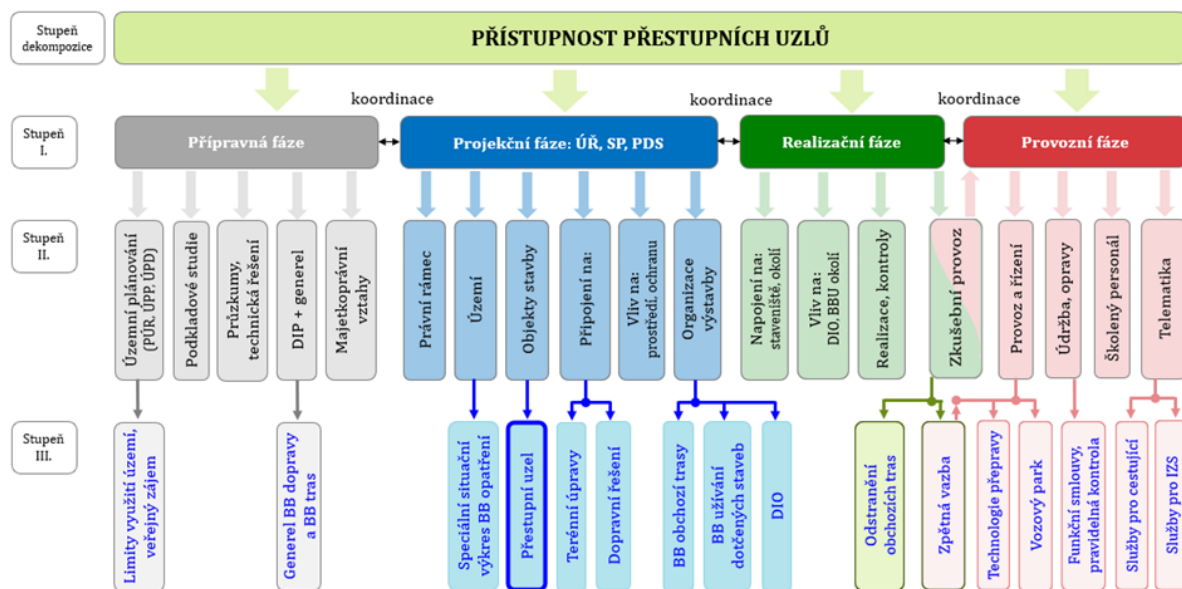 Stupeň
dekompozice
PŘÍSTUPNOST PŘESTUPNÍCH UZLŮ
koordinace
koordinace
koordinace
Stupeň
I.
Přípravná fáze
Projekční fáze: ÚŘ, SP, PDS
Realizační fáze
Provozní fáze
Stupeň
II.
Územní plánování
(PÚR, ÚPP, ÚPD)
Podkladové studie
Průzkumy,
technická řešení
DIP + generel
Majetkoprávní
vztahy
Právní rámec
Území
Objekty stavby
Připojení na:
Vliv na:
prostředí, ochranu
Organizace
výstavby
Napojení na:
staveniště, okolí
Vliv na:
DIO, BBU okolí
Realizace, kontroly
Zkušební provoz
Provoz a řízení
Údržba, opravy
Školený personál
Telematika
Stupeň
III.
Limity využití území,
veřejný zájem
Generel BB dopravy
a BB tras
Speciální situační
výkres BB opatření
Přestupní uzel
Terénní úpravy
Dopravní řešení
BB obchozí trasy
BB užívání
dotčených staveb
DIO
Odstranění
obchozích tras
Zpětná vazba
Technologie přepravy
Vozový park
Funkční smlouvy,
pravidelná kontrola
Služby pro cestující
Služby pro IZS